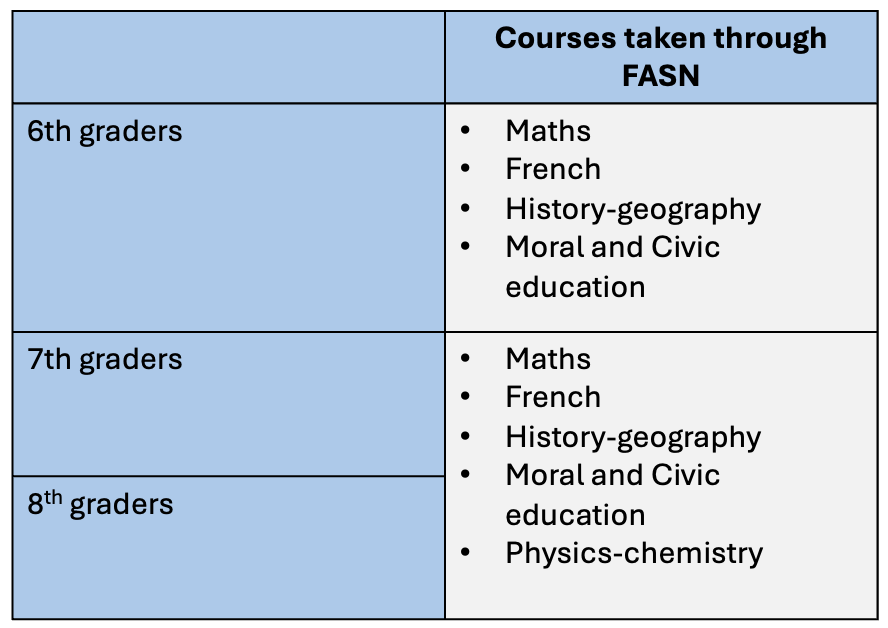 Courses taken through
FASN
6th graders
• Maths
• French
• History-geography
• Moral and Civic
education
7th graders
• Maths
• French
• History-geography
• Moral and Civic
education
• Physics-chemistry
8th graders